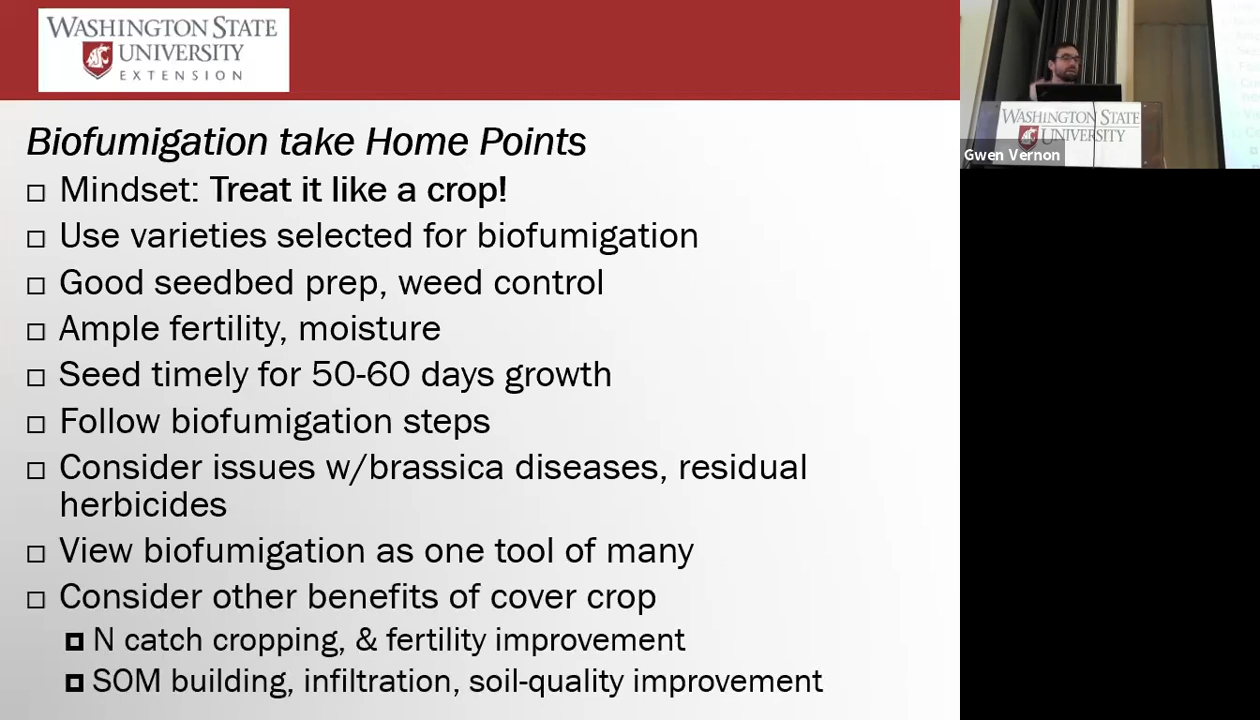 WASHINGTON STATE
UNIVERSITY
EXTENSION
Biofumigation take Home Points
Mindset: Treat it like a crop!
Use varieties selected for biofumigation
Good seedbed prep, weed control
Ample fertility, moisture
Seed timely for 50-60 days growth
Follow biofumigation steps
Consider issues w/brassica diseases, residual
herbicides
View biofumigation as one tool of many
Consider other benefits of cover crop
N catch cropping, & fertility improvement
SOM building, infiltration, soil-quality improvement
WASHINGTON STATE
UNIVERSITY
Gwen Vernon